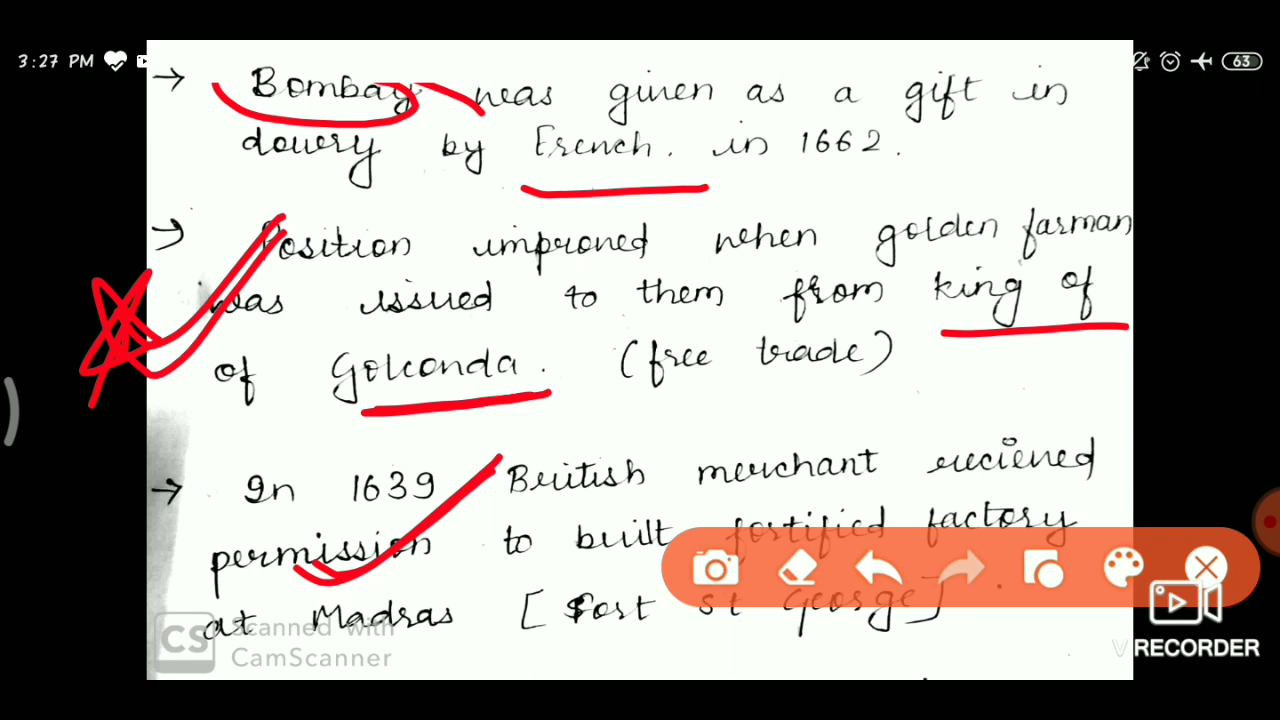 3:27 PM
63
→ Bombay was given as a gift in
dowery by French. in 1662.
→ Position improved when golden farman
was issued to them from king of
of Golconda. (free trade)
→ In 1639 British merchant recieved
permission to built fortified factory
at Madras [Fort St George].
CS Scanned with
CamScanner
V RECORDER